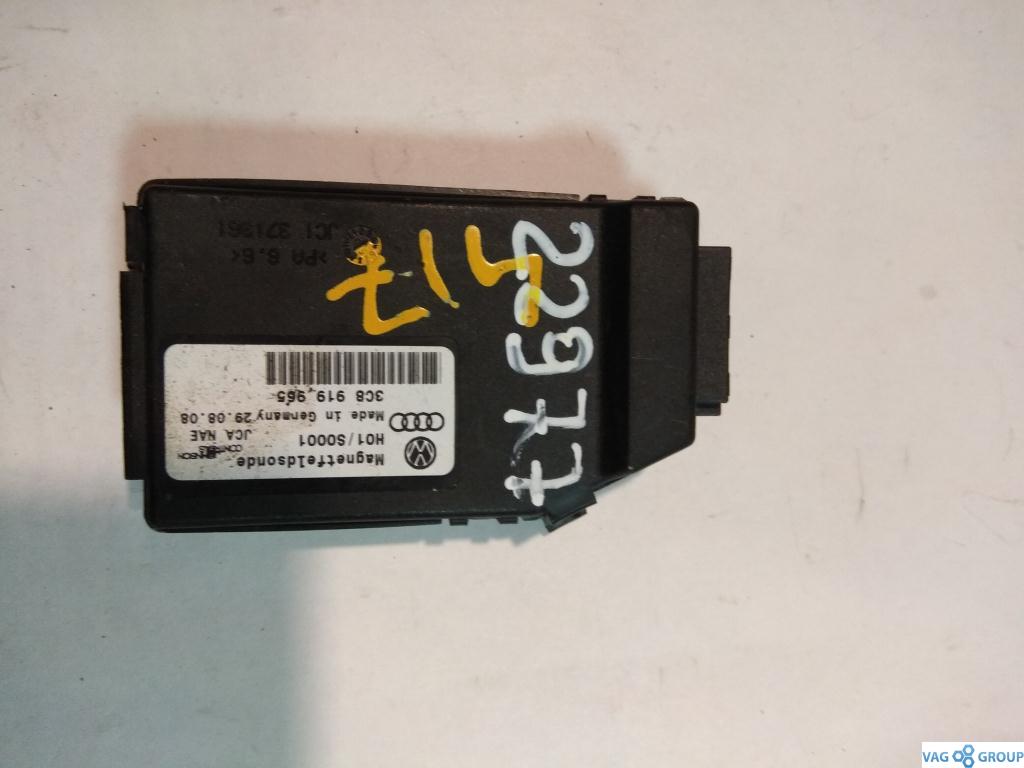 Magnetfeldsonde
H01/S0001
JCA NAE
Made in Germany 29.08.08
3C8 919 965
>PA 6.6<
JCI 371361
22977
17
VAG GROUP